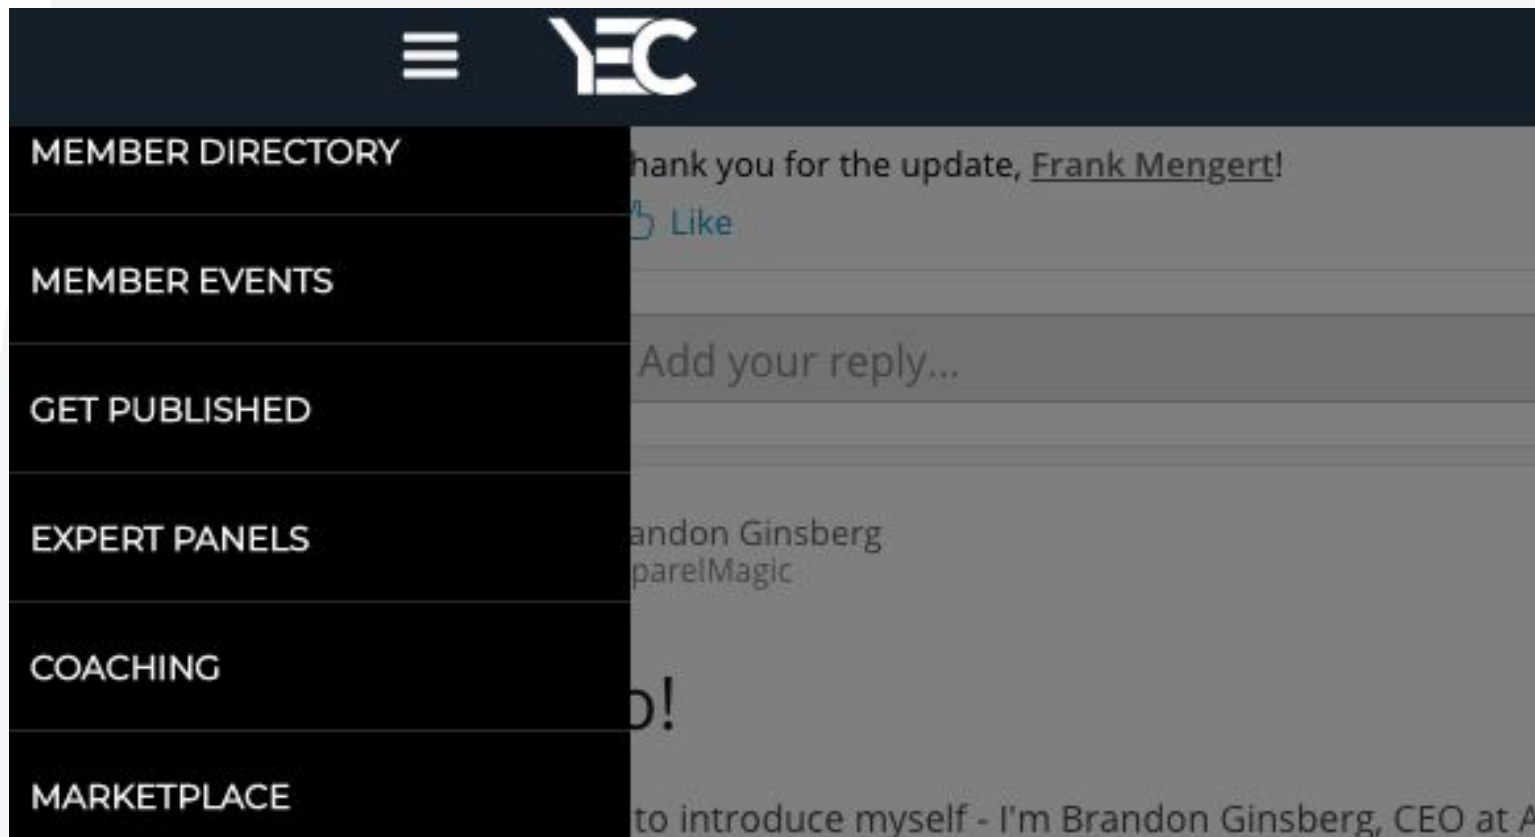 YEC
MEMBER DIRECTORY
MEMBER EVENTS
GET PUBLISHED
EXPERT PANELS
COACHING
MARKETPLACE
hank you for the update, Frank Mengert!
Like
Add your reply...
andon Ginsberg
parelMagic
o!
to introduce myself - I'm Brandon Ginsberg, CEO at A